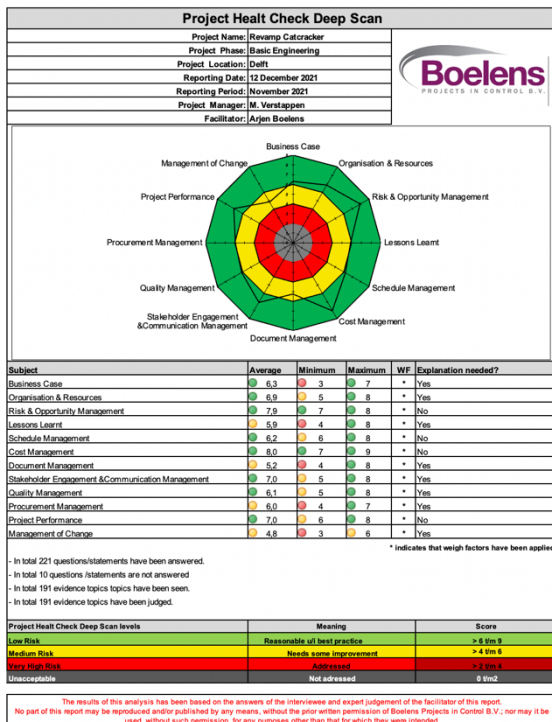 Project Healt Check Deep Scan
Project Name: Revamp Catcracker
Project Phase: Basic Engineering
Project Location: Delft
Reporting Date: 12 December 2021
Reporting Period: November 2021
Project Manager: M. Verstappen
Facilitator: Arjen Boelens
Boelens
PROJECTS IN CONTROL B.V.
Business Case
Management of Change
Organisation & Resources
Project Performance
Risk & Opportunity Management
Procurement Management
Lessons Learnt
Quality Management
Schedule Management
Stakeholder Engagement
&Communication Management
Cost Management
Document Management
Subject Average Minimum Maximum WF Explanation needed?
Business Case 6,3 3 7 * Yes
Organisation & Resources 6,9 5 8 * Yes
Risk & Opportunity Management 7,9 7 8 * No
Lessons Learnt 5,9 4 8 * Yes
Schedule Management 6,2 6 8 * No
Cost Management 8,0 7 9 * No
Document Management 5,2 4 8 * Yes
Stakeholder Engagement &Communication Management 7,0 5 8 * Yes
Quality Management 6,1 5 8 * Yes
Procurement Management 6,0 4 7 * Yes
Project Performance 7,0 6 8 * No
Management of Change 4,8 3 6 * Yes
* indicates that weigh factors have been applied
- In total 221 questions/statements have been answered.
- In total 10 questions /statements are not answered
- In total 191 evidence topics topics have been seen.
- In total 191 evidence topics have been judged.
Project Healt Check Deep Scan levels Meaning Score
Low Risk Reasonable u/i best practice > 6 t/m 9
Medium Risk Needs some improvement > 4 t/m 6
Very High Risk Addressed > 2 t/m 4
Unacceptable Not adressed 0 t/m2
The results of this analysis has been based on the answers of the interviewee and expert judgement of the facilitator of this report.
No part of this report may be reproduced and/or published by any means, without the prior written permission of Boelens Projects in Control B.V.; nor may it be
used, without such permission, for any purposes other than that for which they were intended.